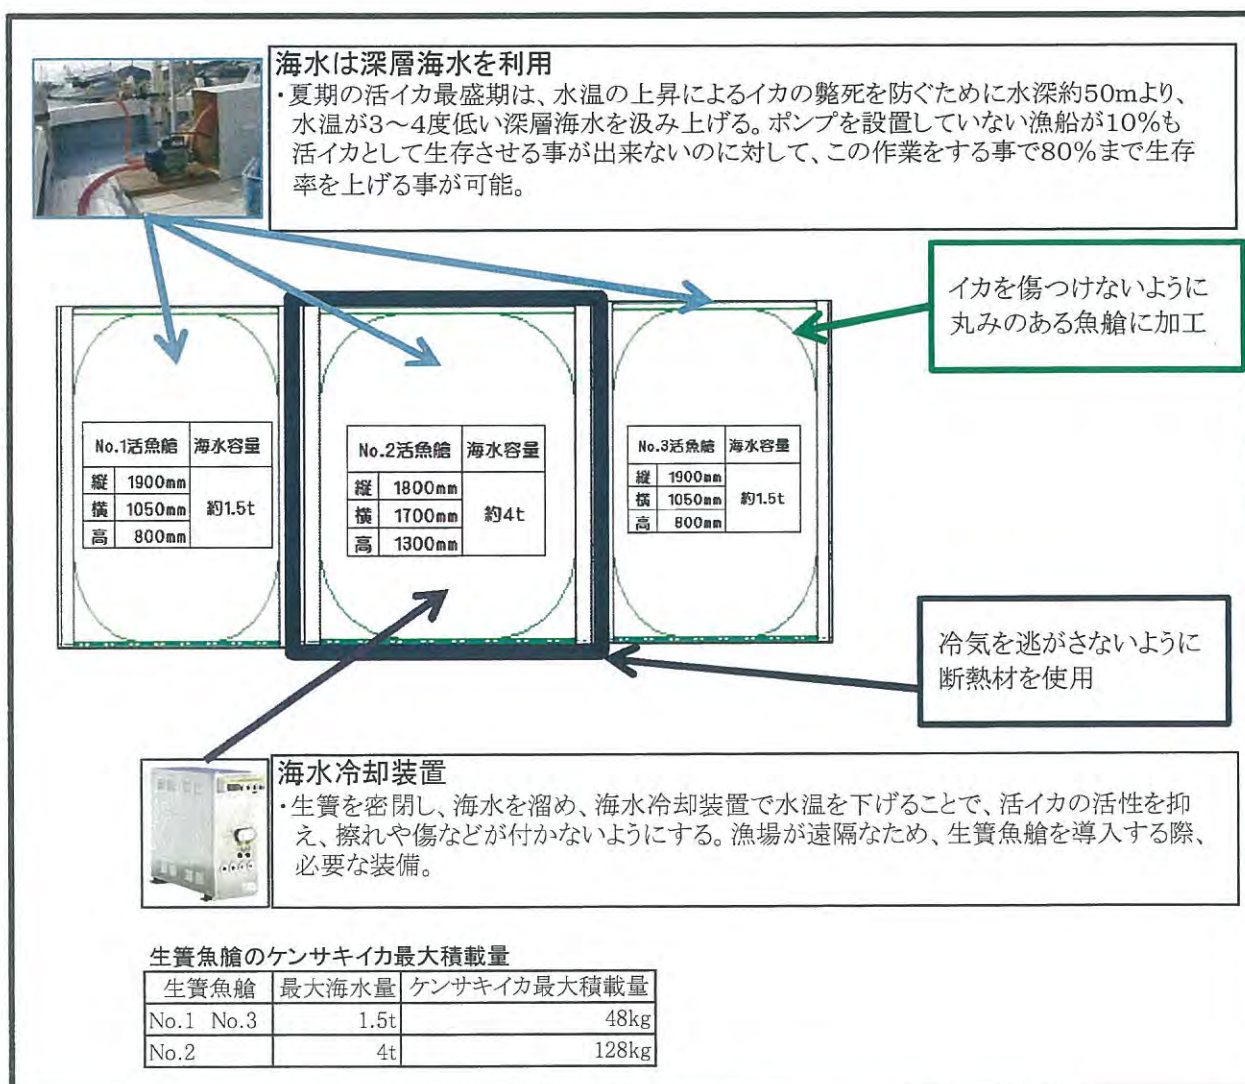 海水は深層海水を利用
・夏期の活イカ最盛期は、水温の上昇によるイカの斃死を防ぐために水深約50mより、
水温が3～4度低い深層海水を汲み上げる。ポンプを設置していない漁船が10%も
活イカとして生存させる事が出来ないのに対して、この作業をする事で80%まで生存
率を上げる事が可能。
イカを傷つけないように
丸みのある魚艙に加工
No.1活魚艙 海水容量
縦 1900mm
横 1050mm 約1.5t
高 800mm
No.2活魚艙 海水容量
縦 1800mm
横 1700mm 約4t
高 1300mm
No.3活魚艙 海水容量
縦 1900mm
横 1050mm 約1.5t
高 800mm
冷気を逃がさないように
断熱材を使用
海水冷却装置
・生簀を密閉し、海水を溜め、海水冷却装置で水温を下げることで、活イカの活性を抑
え、擦れや傷などが付かないようにする。漁場が遠隔なため、生簀魚艙を導入する際、
必要な装備。
生簀魚艙のケンサキイカ最大積載量
生簀魚艙 最大海水量 ケンサキイカ最大積載量
No.1 No.3 1.5t 48kg
No.2 4t 128kg